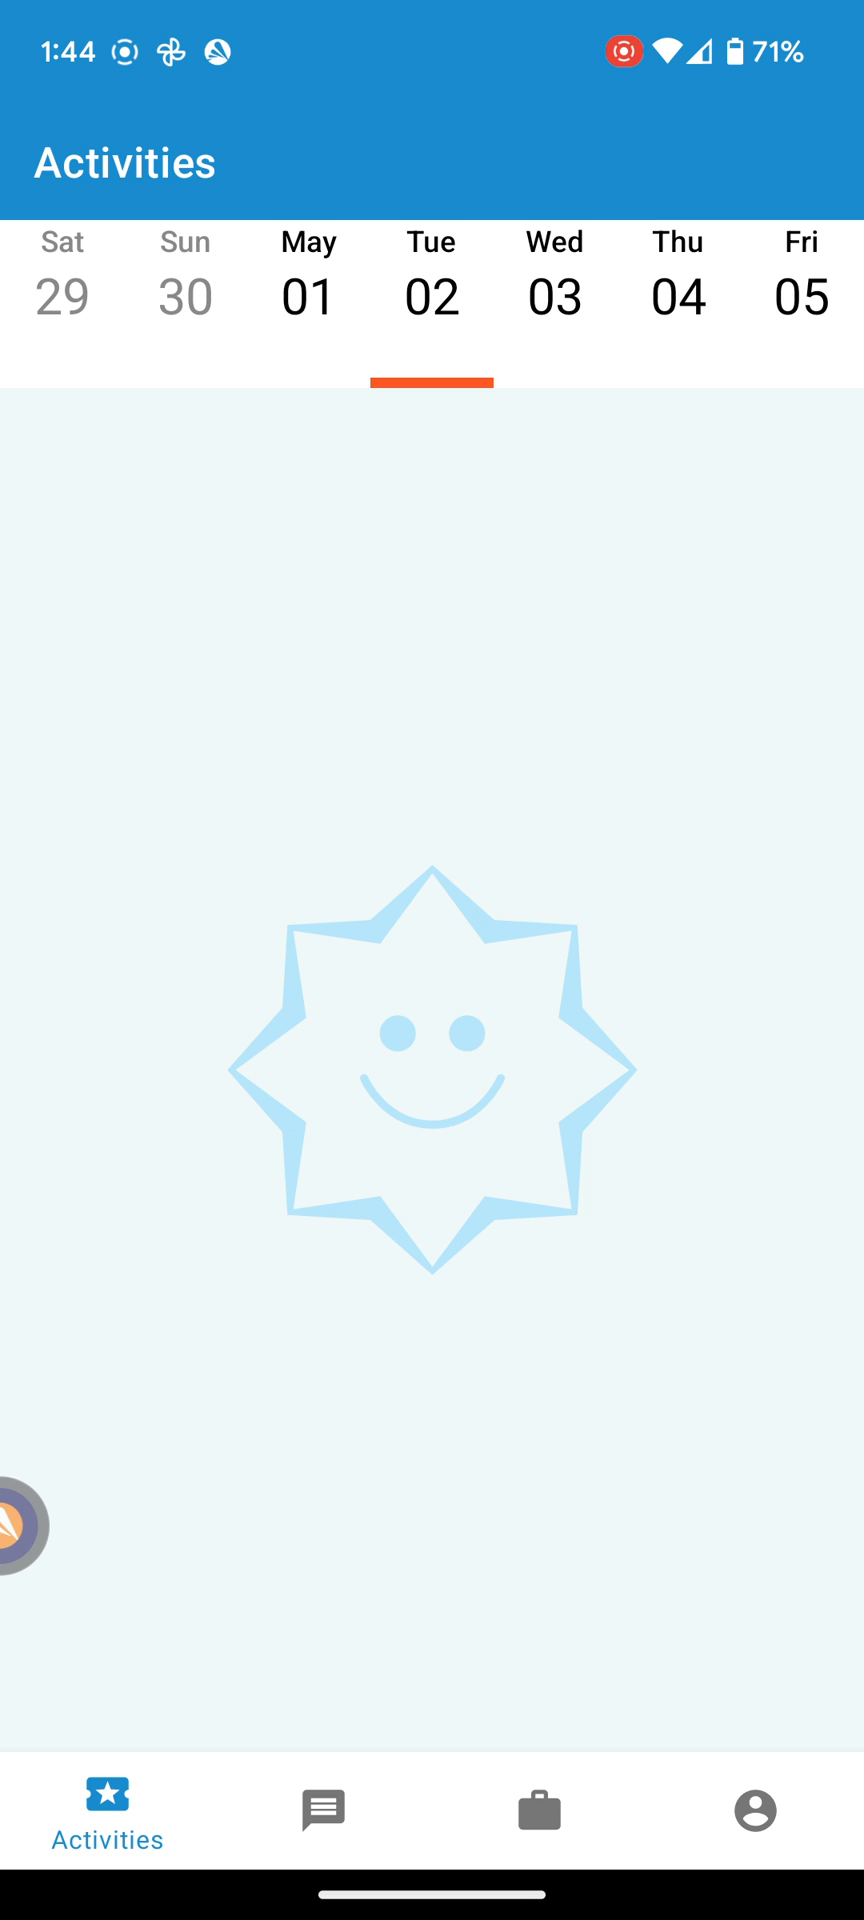 1:44 71%
Activities
Sat Sun May Tue Wed Thu Fri
29 30 01 02 03 04 05
Activities